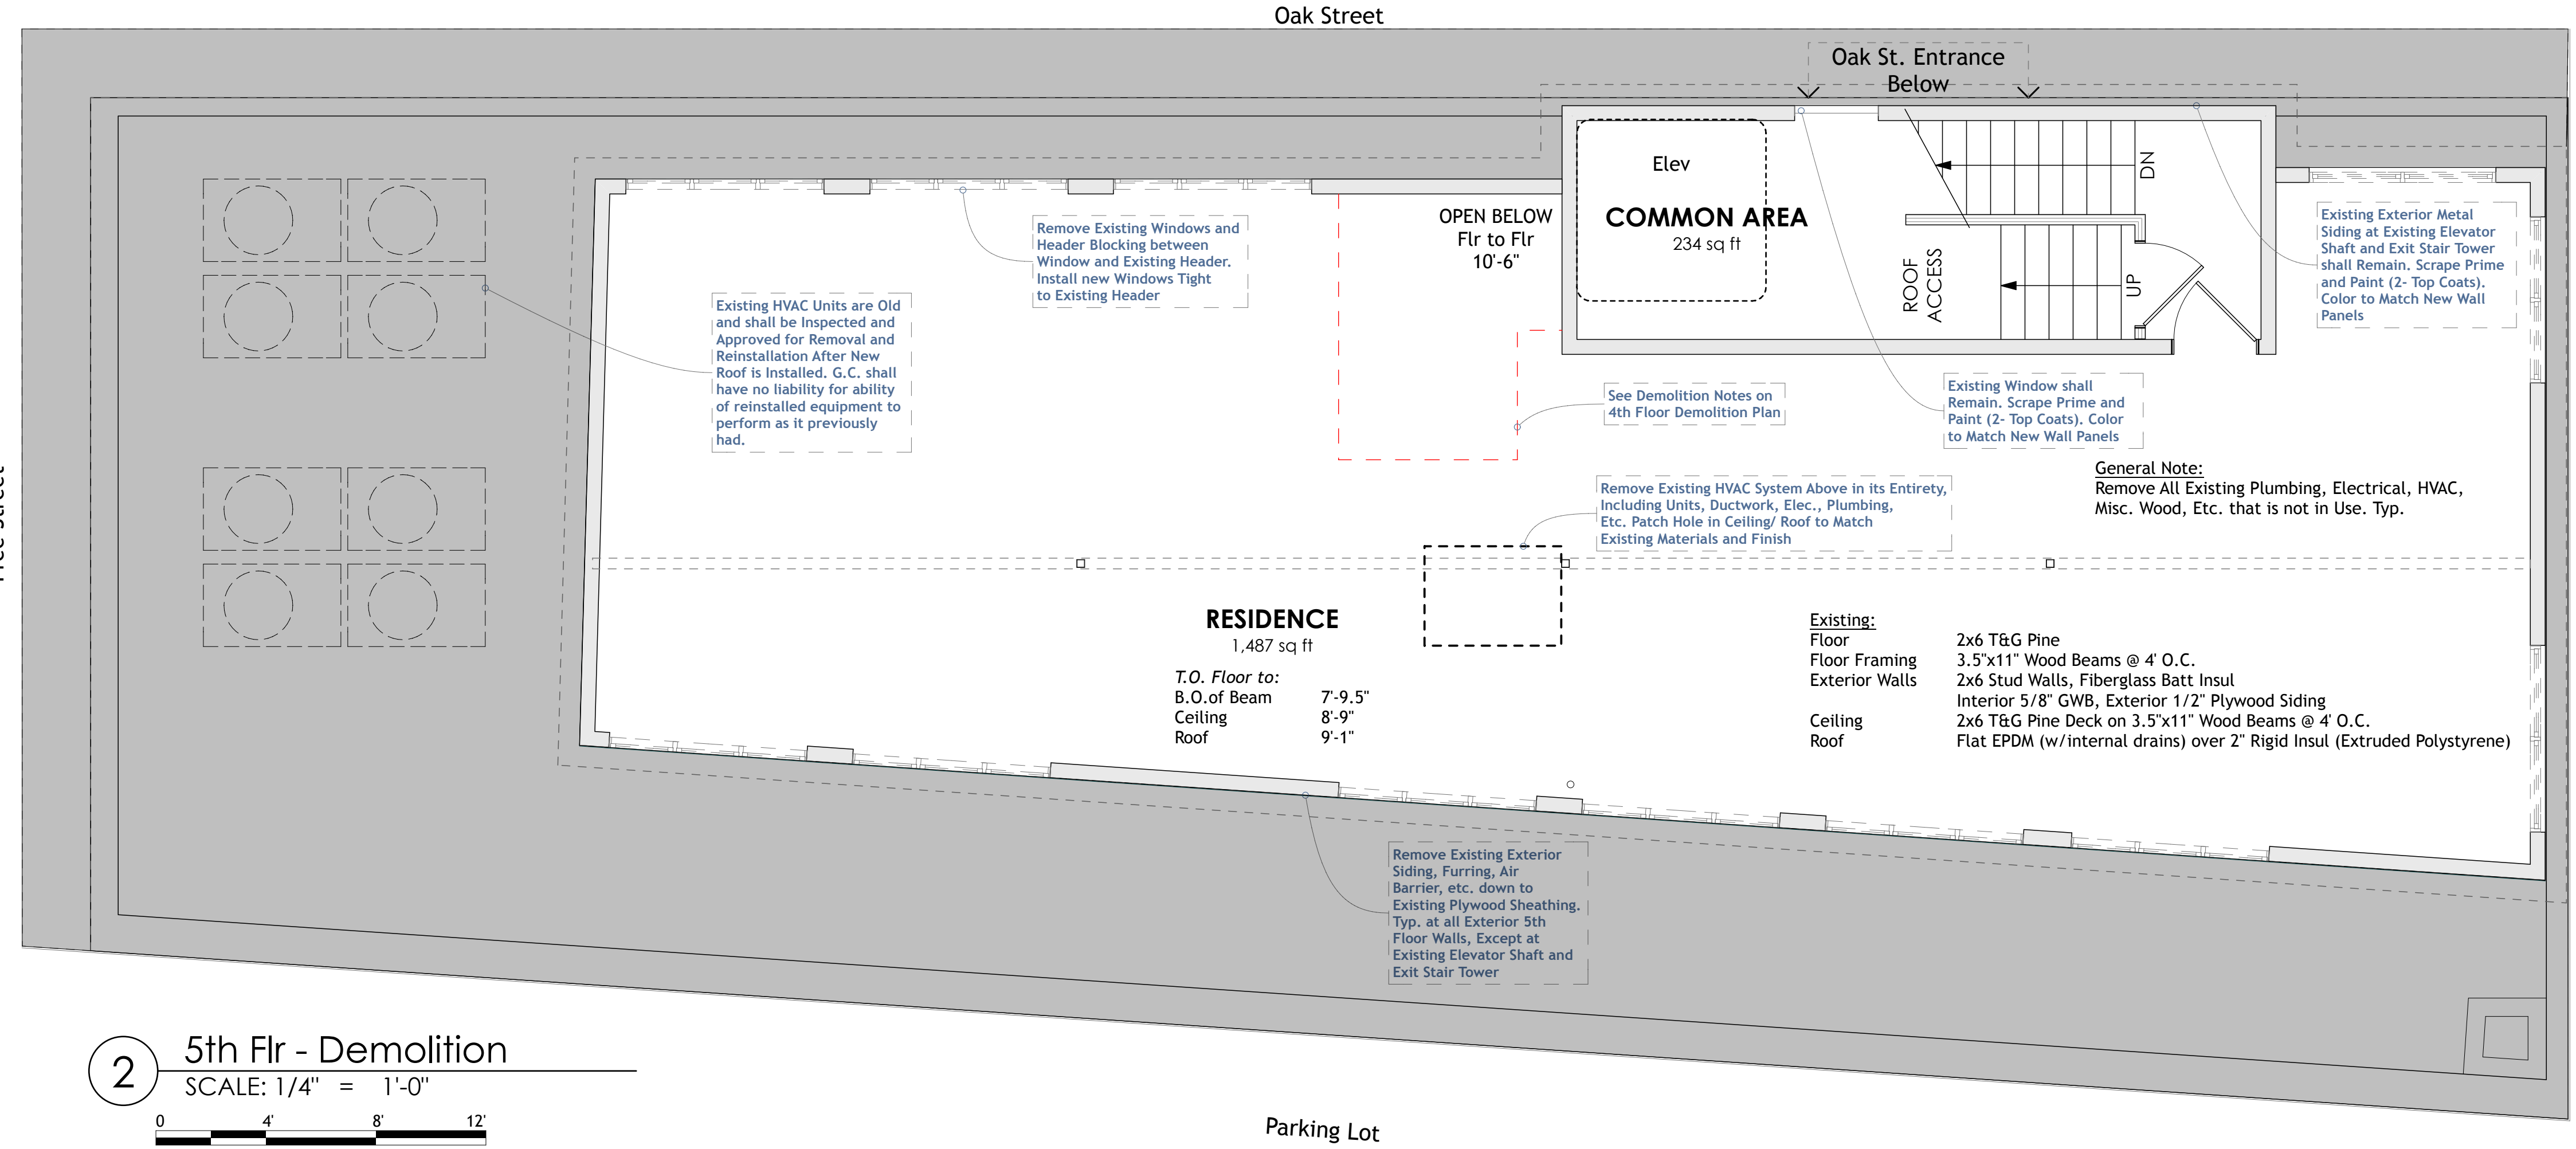 Oak Street
Oak St. Entrance
Below
Elev
COMMON AREA
234 sq ft
DN
UP
ROOF
ACCESS
OPEN BELOW
Flr to Flr
10'-6"
Remove Existing Windows and
Header Blocking between
Window and Existing Header.
Install new Windows Tight
to Existing Header
Existing Exterior Metal
Siding at Existing Elevator
Shaft and Exit Stair Tower
shall Remain. Scrape Prime
and Paint (2- Top Coats).
Color to Match New Wall
Panels
Existing HVAC Units are Old
and shall be Inspected and
Approved for Removal and
Reinstallation After New
Roof is Installed. G.C. shall
have no liability for ability
of reinstalled equipment to
perform as it previously
had.
See Demolition Notes on
4th Floor Demolition Plan
Existing Window shall
Remain. Scrape Prime and
Paint (2- Top Coats). Color
to Match New Wall Panels
General Note:
Remove All Existing Plumbing, Electrical, HVAC,
Misc. Wood, Etc. that is not in Use. Typ.
Remove Existing HVAC System Above in its Entirety,
Including Units, Ductwork, Elec., Plumbing,
Etc. Patch Hole in Ceiling/ Roof to Match
Existing Materials and Finish
RESIDENCE
1,487 sq ft
T.O. Floor to:
B.O.of Beam 7'-9.5"
Ceiling 8'-9"
Roof 9'-1"
Existing:
Floor 2x6 T&G Pine
Floor Framing 3.5"x11" Wood Beams @ 4' O.C.
Exterior Walls 2x6 Stud Walls, Fiberglass Batt Insul
Interior 5/8" GWB, Exterior 1/2" Plywood Siding
Ceiling 2x6 T&G Pine Deck on 3.5"x11" Wood Beams @ 4' O.C.
Roof Flat EPDM (w/internal drains) over 2" Rigid Insul (Extruded Polystyrene)
Remove Existing Exterior
Siding, Furring, Air
Barrier, etc. down to
Existing Plywood Sheathing.
Typ. at all Exterior 5th
Floor Walls, Except at
Existing Elevator Shaft and
Exit Stair Tower
2
5th Flr - Demolition
SCALE: 1/4" = 1'-0"
0 4' 8' 12'
Parking Lot